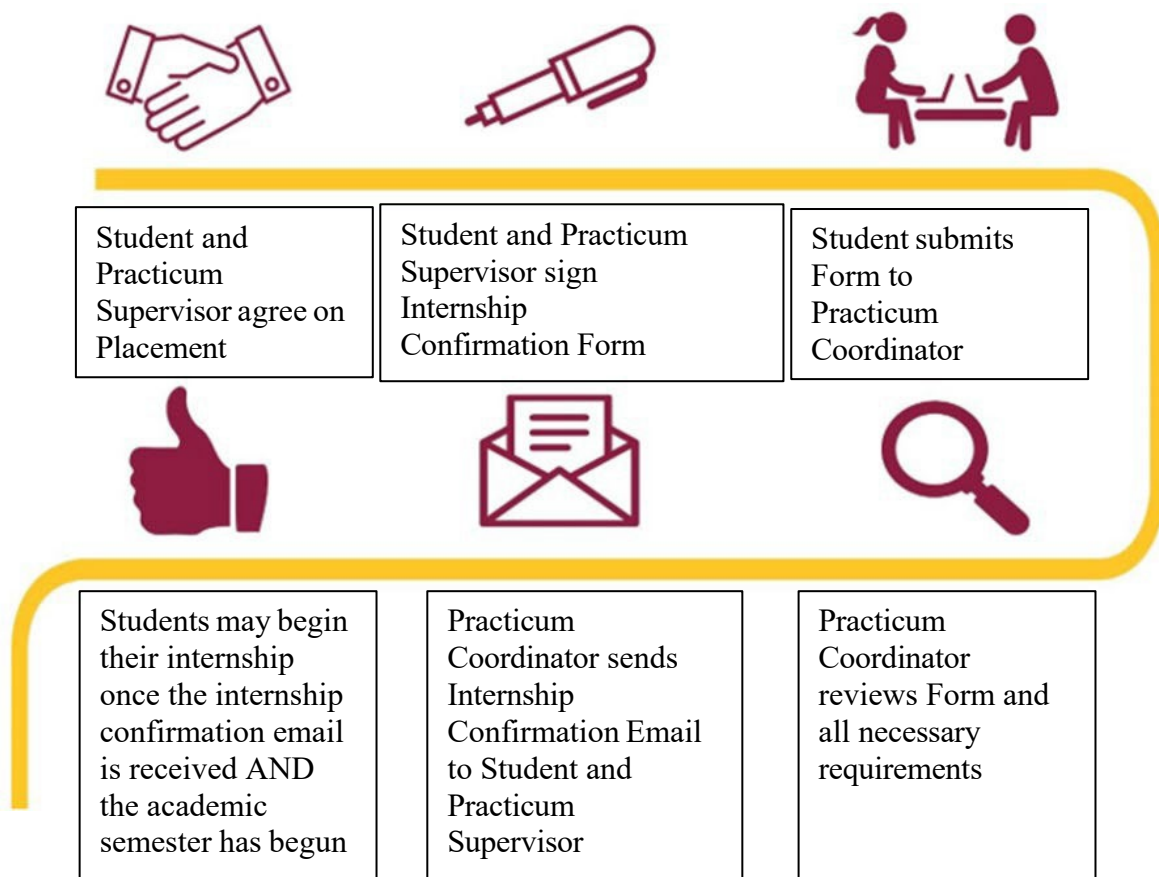 Student and
Practicum
Supervisor agree on
Placement
Student and Practicum
Supervisor sign
Internship
Confirmation Form
Student submits
Form to
Practicum
Coordinator
Students may begin
their internship
once the internship
confirmation email
is received AND
the academic
semester has begun
Practicum
Coordinator sends
Internship
Confirmation Email
to Student and
Practicum
Supervisor
Practicum
Coordinator
reviews Form and
all necessary
requirements